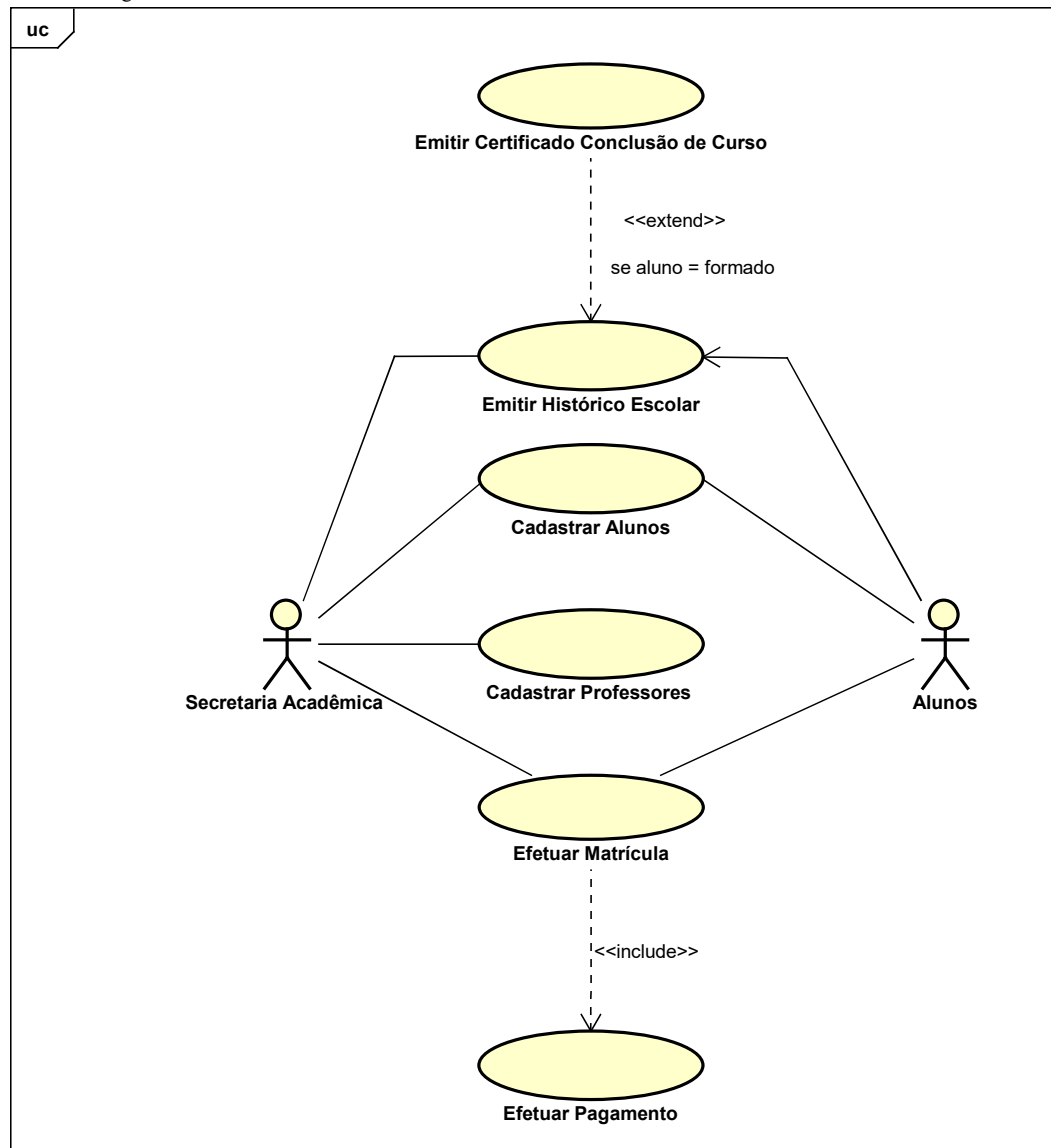 uc
Emitir Certificado Conclusão de Curso
<<extend>>
se aluno = formado
Emitir Histórico Escolar
Cadastrar Alunos
Cadastrar Professores
Secretaria Acadêmica
Alunos
Efetuar Matrícula
<<include>>
Efetuar Pagamento